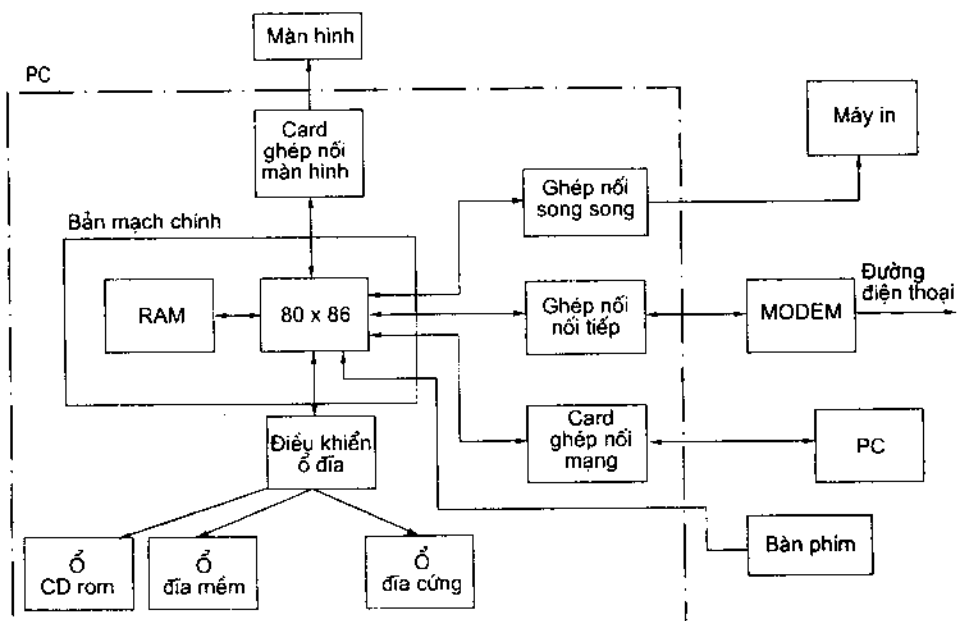 Màn hình
PC
Card
ghép nối
màn hình
Máy in
Ghép nối
song song
Bản mạch chính
RAM
80 x 86
Ghép nối
nối tiếp
MODEM
Đường
điện thoại
Điều khiển
ổ đĩa
Card
ghép nối
mạng
PC
Ổ
CD rom
Ổ
đĩa mềm
Ổ
đĩa cứng
Bàn phím